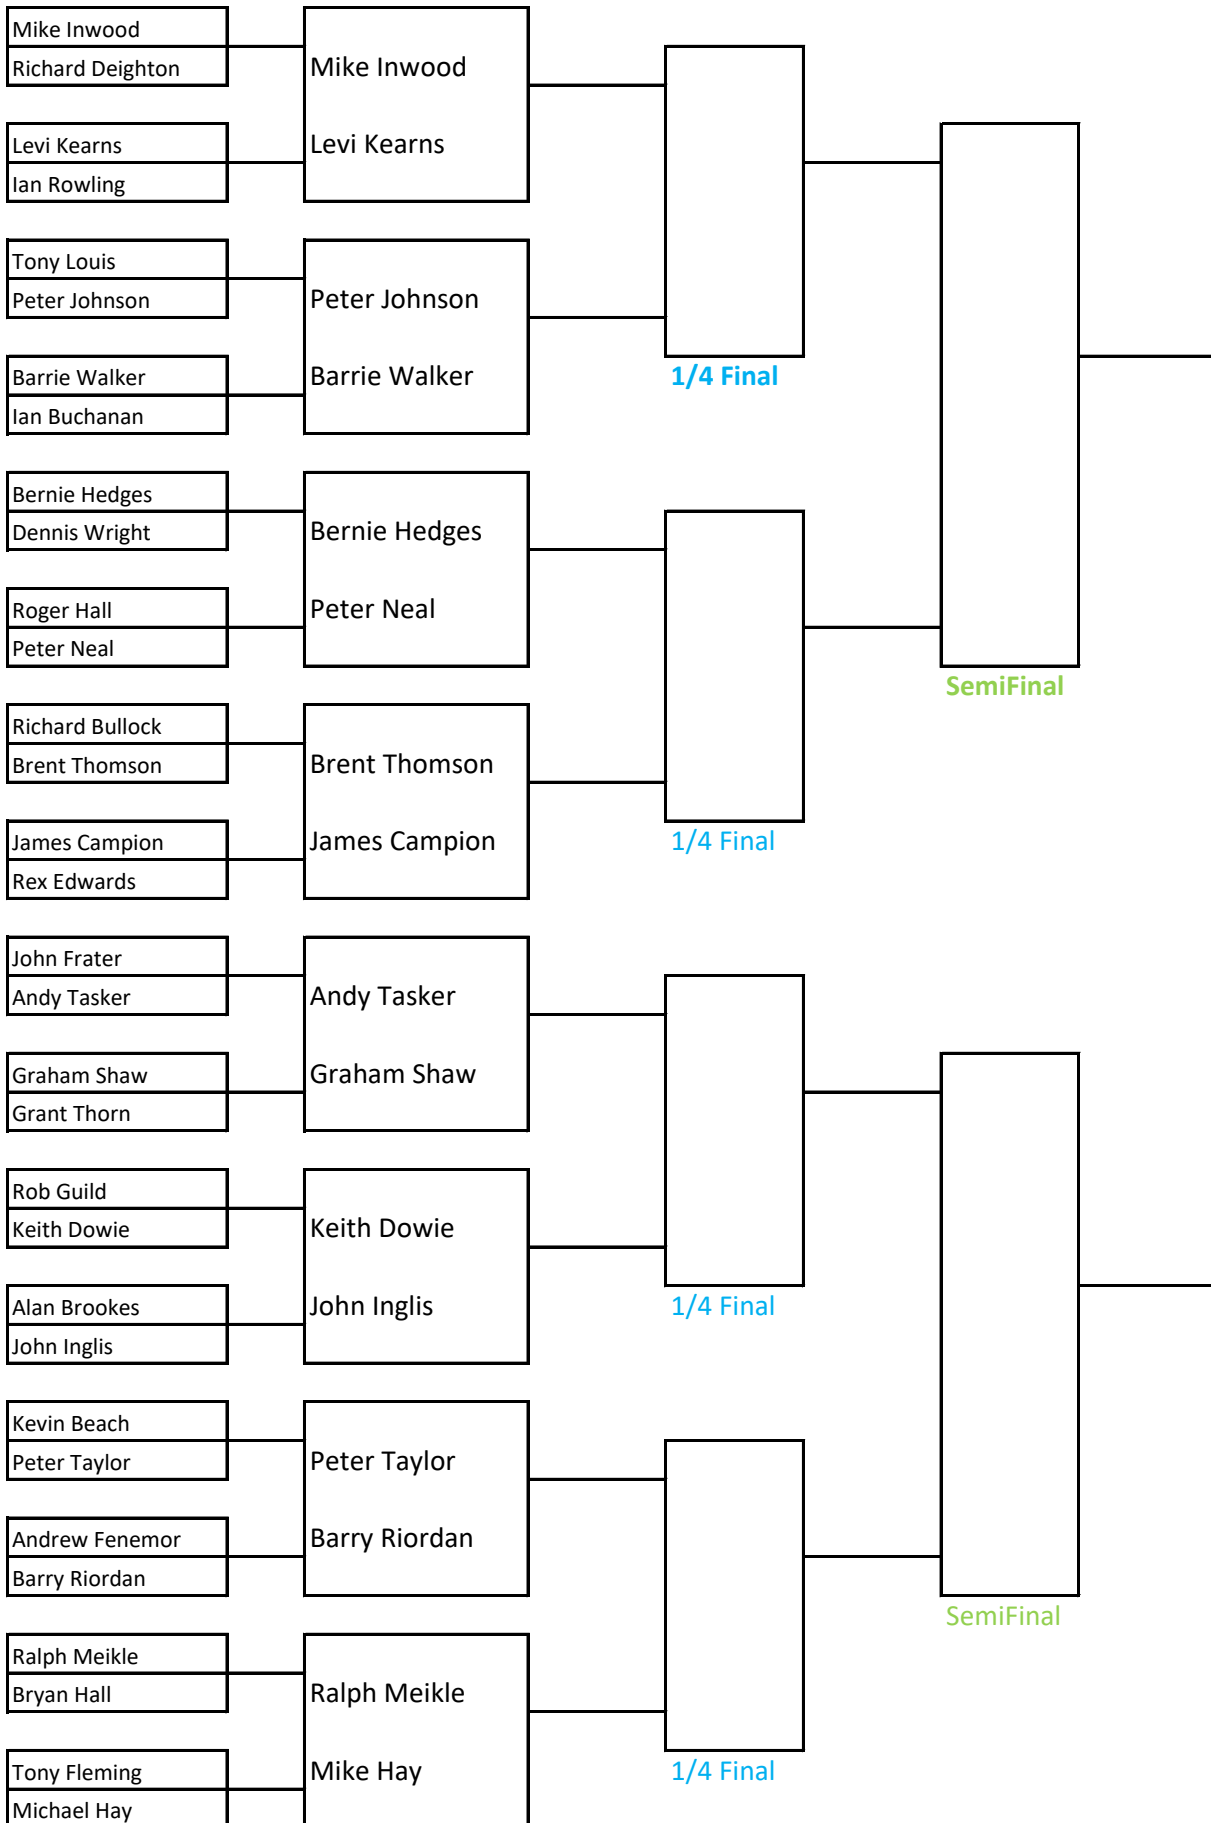 Mike Inwood
Richard Deighton
Levi Kearns
Ian Rowling
Tony Louis
Peter Johnson
Barrie Walker
Ian Buchanan
Bernie Hedges
Dennis Wright
Roger Hall
Peter Neal
Richard Bullock
Brent Thomson
James Campion
Rex Edwards
John Frater
Andy Tasker
Graham Shaw
Grant Thorn
Rob Guild
Keith Dowie
Alan Brookes
John Inglis
Kevin Beach
Peter Taylor
Andrew Fenemor
Barry Riordan
Ralph Meikle
Bryan Hall
Tony Fleming
Michael Hay
Mike Inwood
Levi Kearns
Peter Johnson
Barrie Walker
Bernie Hedges
Peter Neal
Brent Thomson
James Campion
Andy Tasker
Graham Shaw
Keith Dowie
John Inglis
Peter Taylor
Barry Riordan
Ralph Meikle
Mike Hay
1/4 Final
1/4 Final
1/4 Final
1/4 Final
SemiFinal
SemiFinal